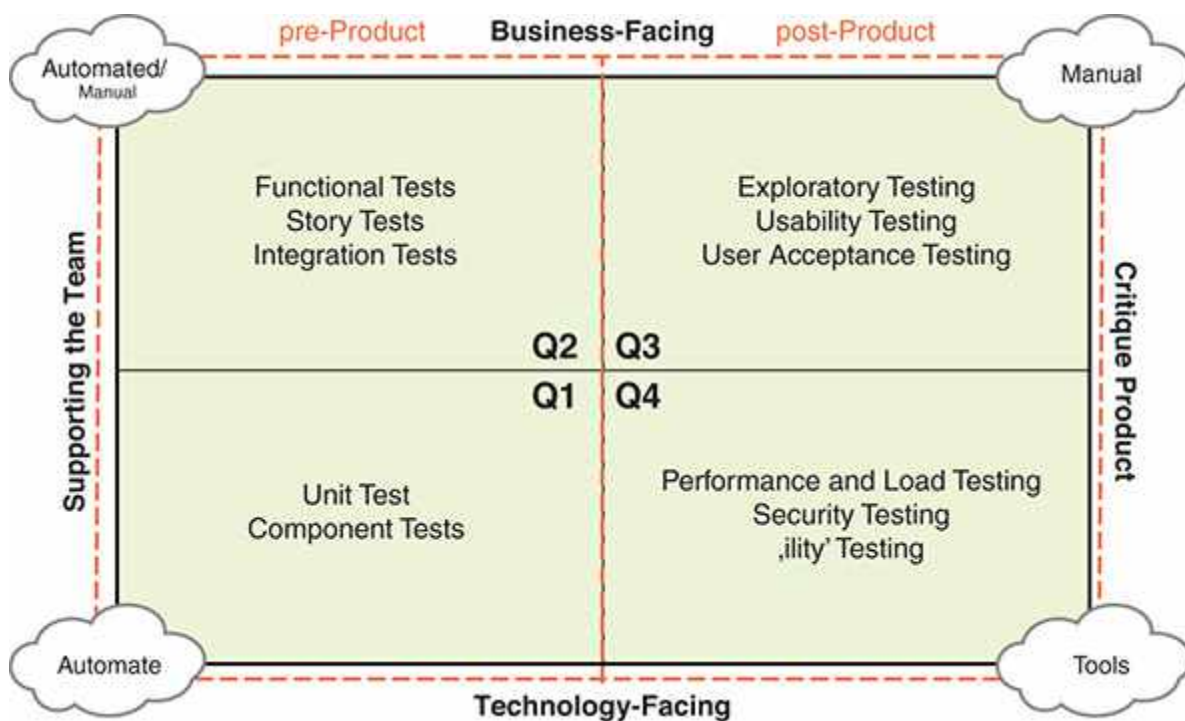 pre-Product Business-Facing post-Product
Automated/
Manual
Manual
Functional Tests
Story Tests
Integration Tests
Exploratory Testing
Usability Testing
User Acceptance Testing
Supporting the Team
Critique Product
Q2 Q3
Q1 Q4
Unit Test
Component Tests
Performance and Load Testing
Security Testing
‚ility’ Testing
Automate
Tools
Technology-Facing